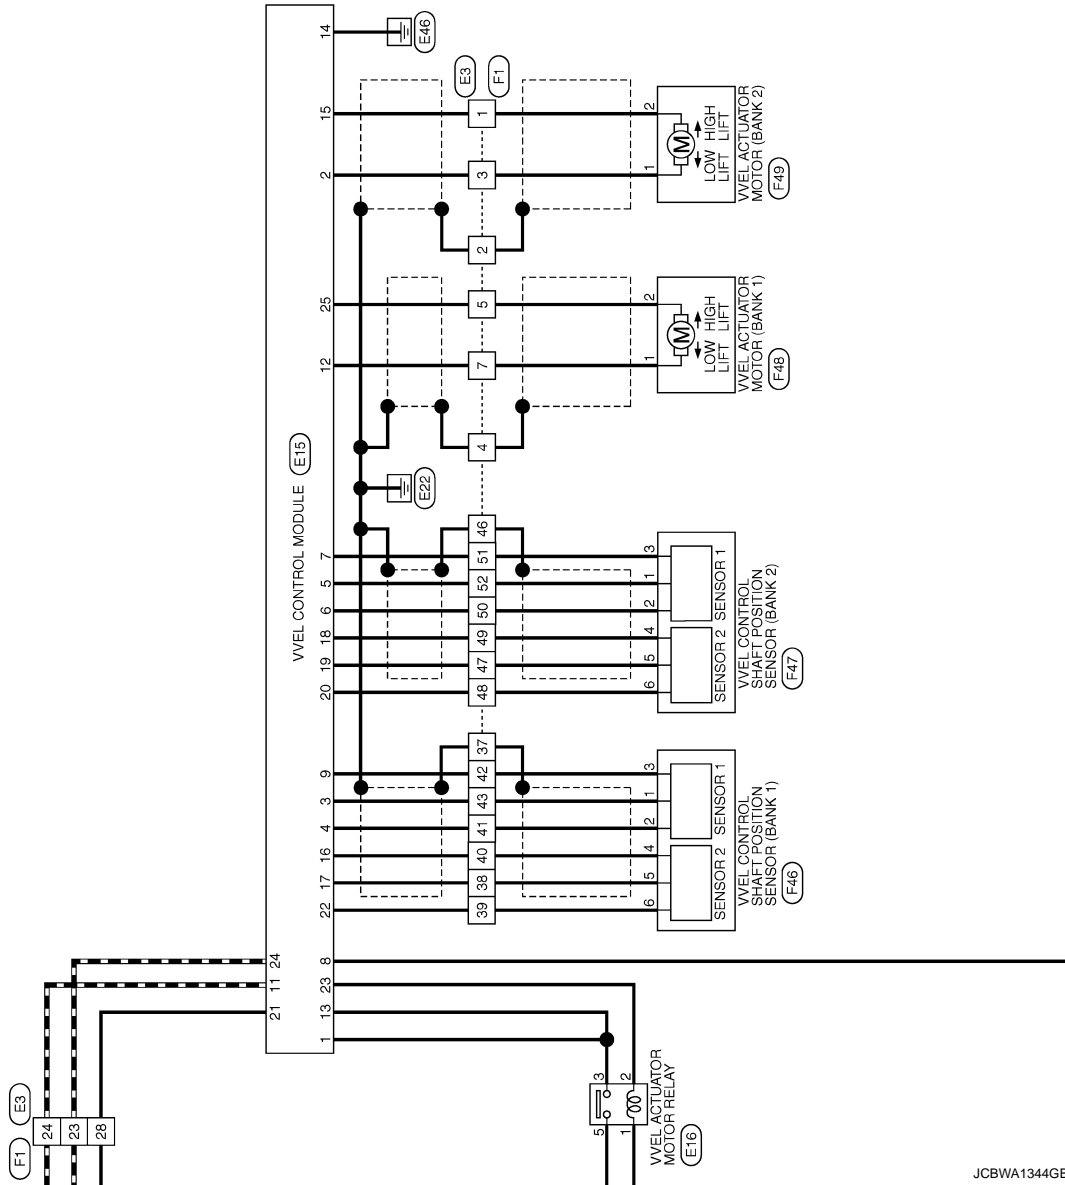 14
E46
E3
F1
15
1
2
2
3
1
HIGH
LIFT
LOW
LIFT
M
VVEL ACTUATOR
MOTOR (BANK 2)
F49
2
25
5
2
12
7
1
HIGH
LIFT
LOW
LIFT
M
VVEL ACTUATOR
MOTOR (BANK 1)
F48
4
VVEL CONTROL MODULE
E15
E22
46
7
51
3
5
52
1
6
50
2
18
49
4
19
47
5
20
48
6
SENSOR 1
SENSOR 2
VVEL CONTROL
SHAFT POSITION
SENSOR (BANK 2)
F47
37
9
42
3
3
43
1
4
41
2
16
40
4
17
38
5
22
39
6
SENSOR 1
SENSOR 2
VVEL CONTROL
SHAFT POSITION
SENSOR (BANK 1)
F46
24
8
11
23
21
13
1
3
2
5
1
VVEL ACTUATOR
MOTOR RELAY
E16
E3
24
23
28
F1
JCBWA1344GE